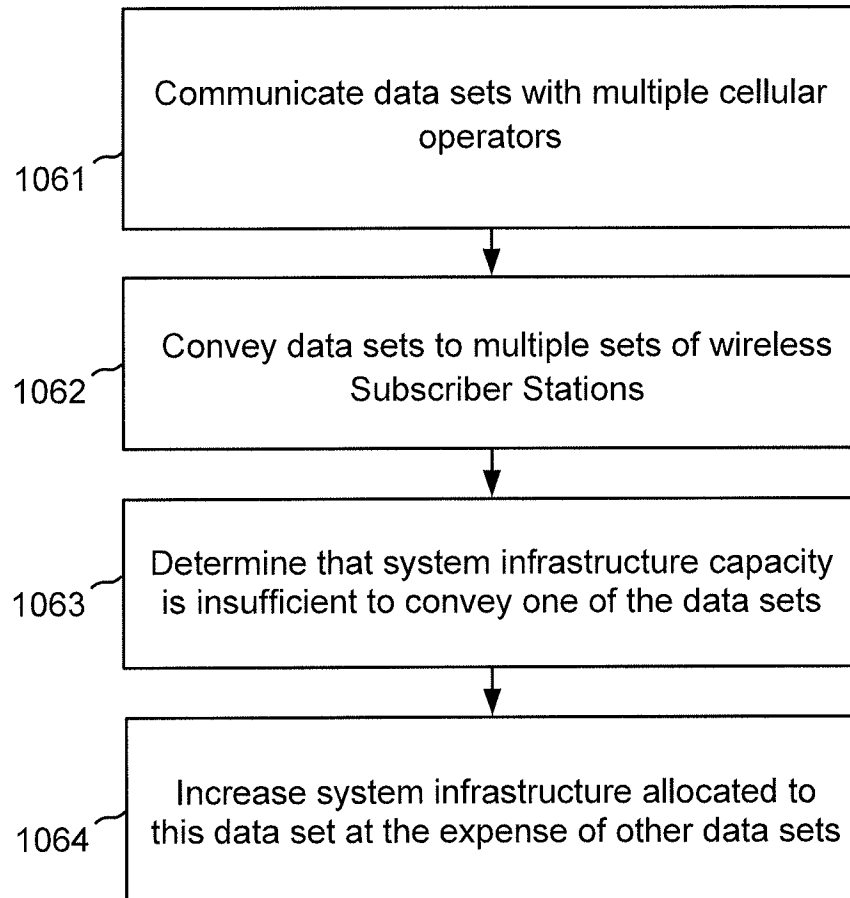 Communicate data sets with multiple cellular
operators
1061
Convey data sets to multiple sets of wireless
Subscriber Stations
1062
Determine that system infrastructure capacity
is insufficient to convey one of the data sets
1063
Increase system infrastructure allocated to
this data set at the expense of other data sets
1064